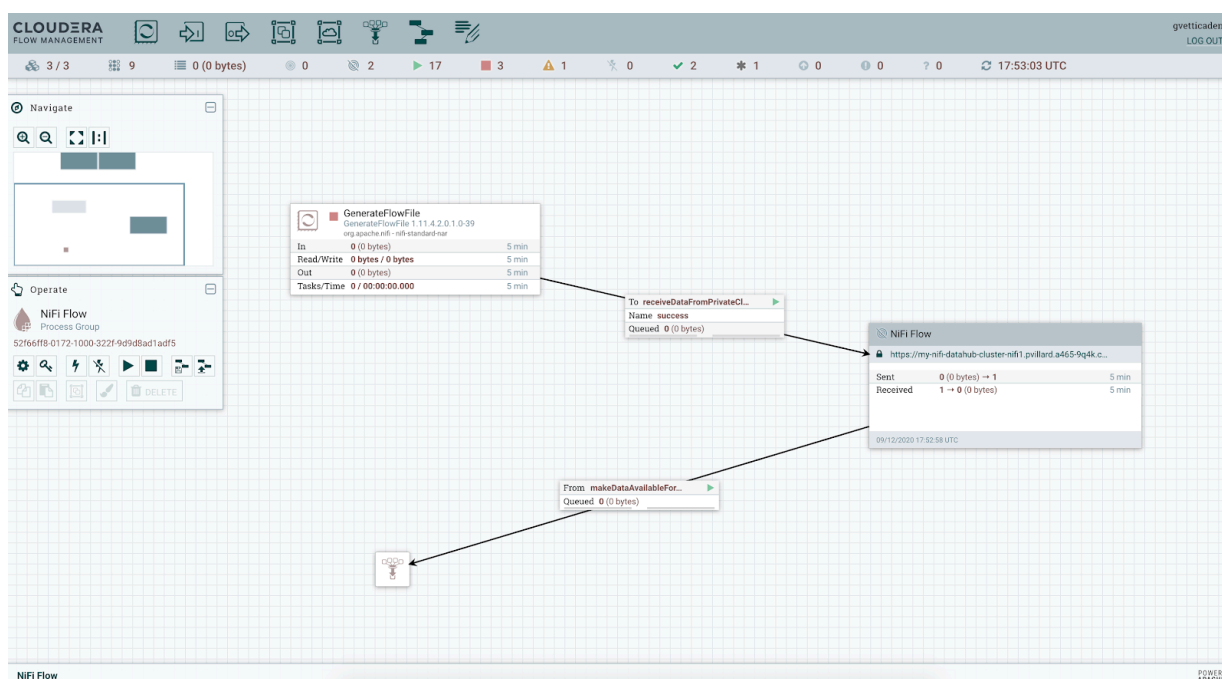 CLOUDERA
FLOW MANAGEMENT
gvetticaden
LOG OUT
3 / 3 9 0 (0 bytes) 0 2 17 3 1 0 2 1 0 0 ? 0 17:53:03 UTC
Navigate
Operate
NiFi Flow
Process Group
52f66ff8-0172-1000-322f-9d9d8ad1adf5
DELETE
GenerateFlowFile
GenerateFlowFile 1.11.4.2.0.1.0-39
org.apache.nifi - nifi-standard-nar
In 0 (0 bytes) 5 min
Read/Write 0 bytes / 0 bytes 5 min
Out 0 (0 bytes) 5 min
Tasks/Time 0 / 00:00:00.000 5 min
To receiveDataFromPrivateCl...
Name success
Queued 0 (0 bytes)
NiFi Flow
https://my-nifi-datahub-cluster-nifi1.pvillard.a465-9q4k.c...
Sent 0 (0 bytes) → 1 5 min
Received 1 → 0 (0 bytes) 5 min
09/12/2020 17:52:58 UTC
From makeDataAvailableFor...
Queued 0 (0 bytes)
NiFi Flow